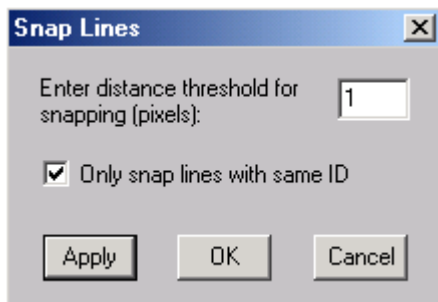 Snap Lines
Enter distance threshold for
snapping (pixels):
1
Only snap lines with same ID
Apply
OK
Cancel